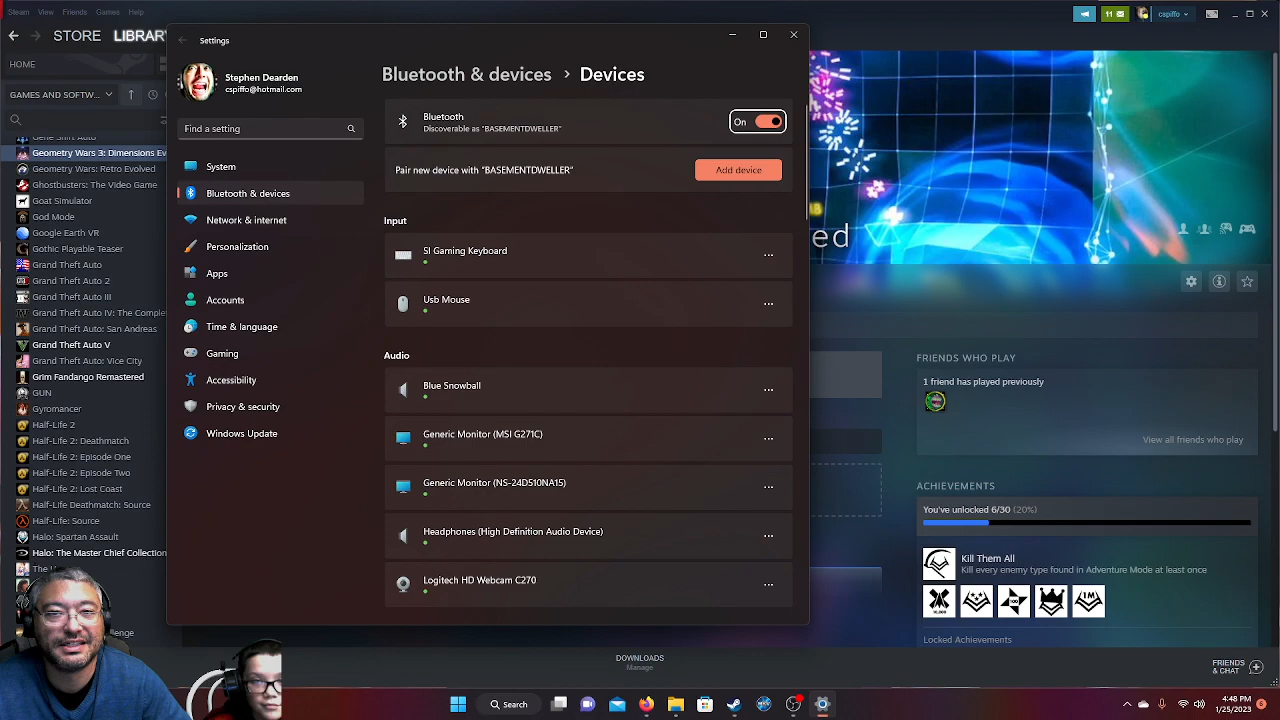 Steam View Friends Games Help
11 cspiffo
STORE LIBRARY
HOME
GAMES AND SOFTW...
Geometry Wars 3: Dimensions Ev
Geometry Wars: Retro Evolved
Ghostbusters: The Video Game
Goat Simulator
God Mode
Google Earth VR
Gothic Playable Teaser
Grand Theft Auto
Grand Theft Auto 2
Grand Theft Auto III
Grand Theft Auto IV: The Comple
Grand Theft Auto: San Andreas
Grand Theft Auto V
Grand Theft Auto: Vice City
Grim Fandango Remastered
GUN
Gyromancer
Half-Life 2
Half-Life 2: Deathmatch
Half-Life 2: Episode One
Half-Life 2: Episode Two
Half-Life 2: Lost Coast
Half-Life Deathmatch: Source
Half-Life: Source
Halo: Spartan Assault
Halo: The Master Chief Collection
Settings
Stephen Dearden
corpirin@hotmail.com
Find a setting
System
Bluetooth & devices
Network & internet
Personalization
Apps
Accounts
Time & language
Gaming
Accessibility
Privacy & security
Windows Update
Bluetooth & devices › Devices
Bluetooth
Discoverable as "BASEMENTDWELLER"
On
Pair new device with "BASEMENTDWELLER"
Add device
Input
SI Gaming Keyboard
Usb Mouse
Audio
Blue Snowball
Generic Monitor (MSI G271C)
Generic Monitor (NS-24D510NA15)
Headphones (High Definition Audio Device)
Logitech HD Webcam C270
ed
FRIENDS WHO PLAY
1 friend has played previously
View all friends who play
ACHIEVEMENTS
You've unlocked 6/30 (20%)
Kill Them All
Kill every enemy type found in Adventure Mode at least once
Locked Achievements
DOWNLOADS
Manage
FRIENDS
& CHAT
Search
4:48 PM
1/25/2023